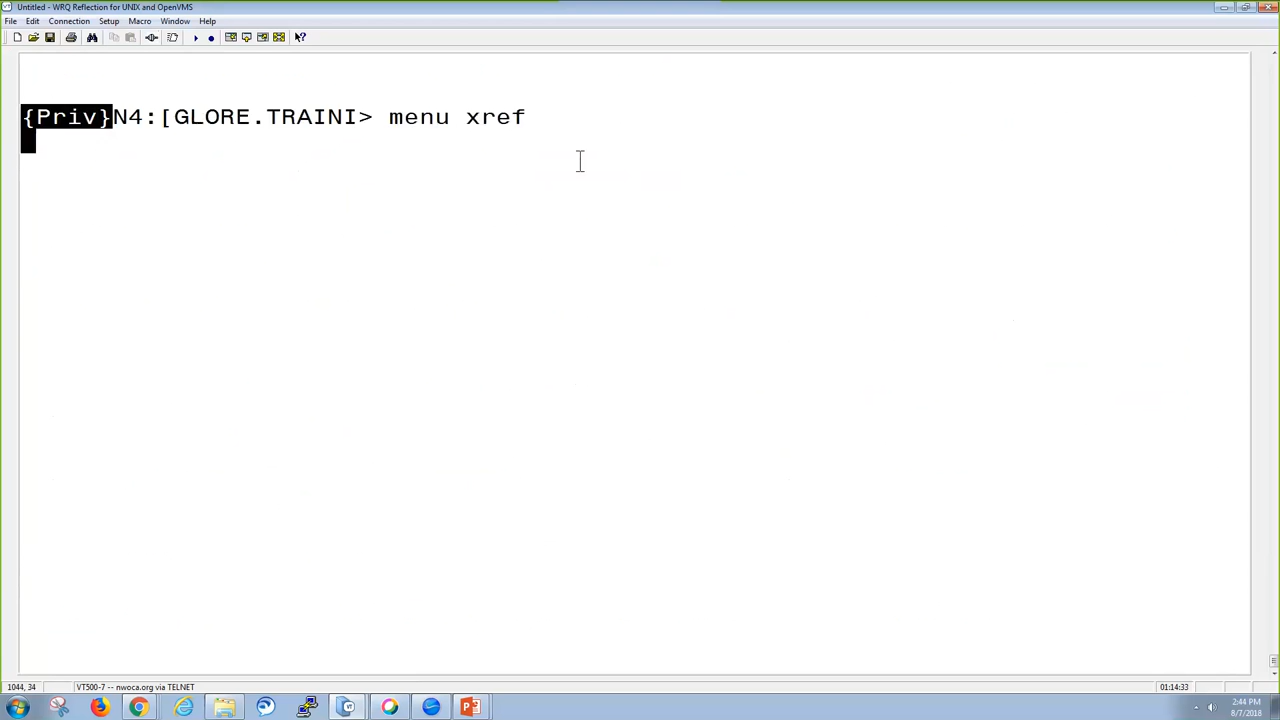 Untitled - WRQ Reflection for UNIX and OpenVMS
File Edit Connection Setup Macro Window Help
{Priv}N4:[GLORE.TRAINI> menu xref
1044, 34 VT500-7 -- nwoca.org via TELNET 01:14:33
2:44 PM
8/7/2018